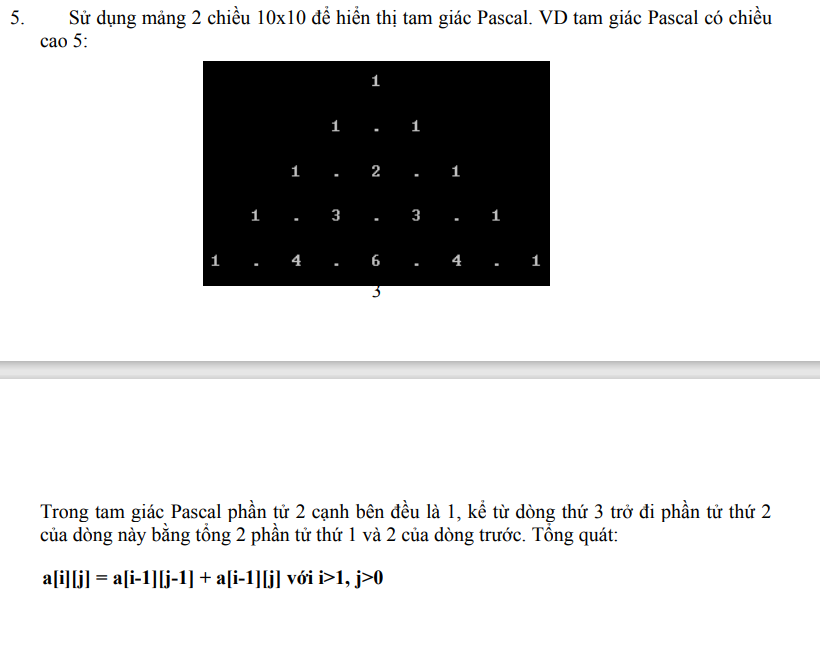 5. Sử dụng mảng 2 chiều 10x10 để hiển thị tam giác Pascal. VD tam giác Pascal có chiều
cao 5:
1
1 . 1
1 . 2 . 1
1 . 3 . 3 . 1
1 . 4 . 6 . 4 . 1
3
Trong tam giác Pascal phần tử 2 cạnh bên đều là 1, kể từ dòng thứ 3 trở đi phần tử thứ 2
của dòng này bằng tổng 2 phần tử thứ 1 và 2 của dòng trước. Tổng quát:
a[i][j] = a[i-1][j-1] + a[i-1][j] với i>1, j>0